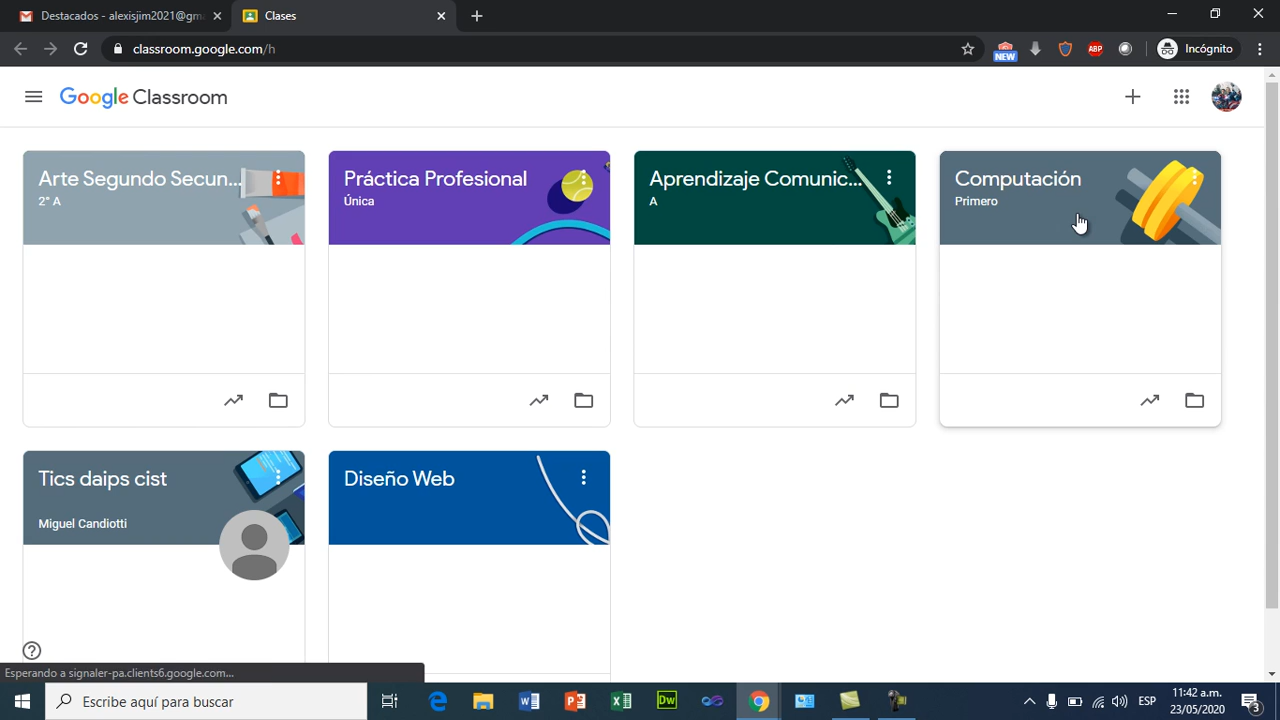 Destacados - alexisjim2021@gma
Clases
classroom.google.com/h
NEW
ABP
Incógnito
Google Classroom
Arte Segundo Secun...
2° A
Práctica Profesional
Única
Aprendizaje Comunic...
A
Computación
Primero
Tics daips cist
Miguel Candiotti
Diseño Web
Esperando a signaler-pa.clients6.google.com...
Escribe aquí para buscar
Dw
ESP
11:42 a.m.
23/05/2020
3